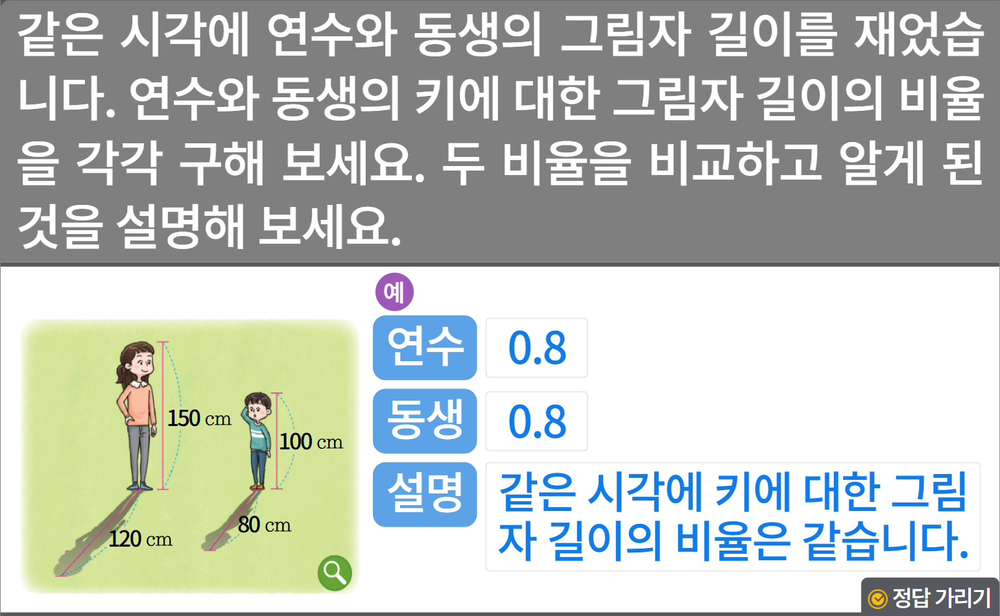 같은 시각에 연수와 동생의 그림자 길이를 재었습
니다. 연수와 동생의 키에 대한 그림자 길이의 비율
을 각각 구해 보세요. 두 비율을 비교하고 알게 된
것을 설명해 보세요.
예
연수 0.8
동생 0.8
설명 같은 시각에 키에 대한 그림
자 길이의 비율은 같습니다.
150 cm
100 cm
120 cm
80 cm
정답 가리기